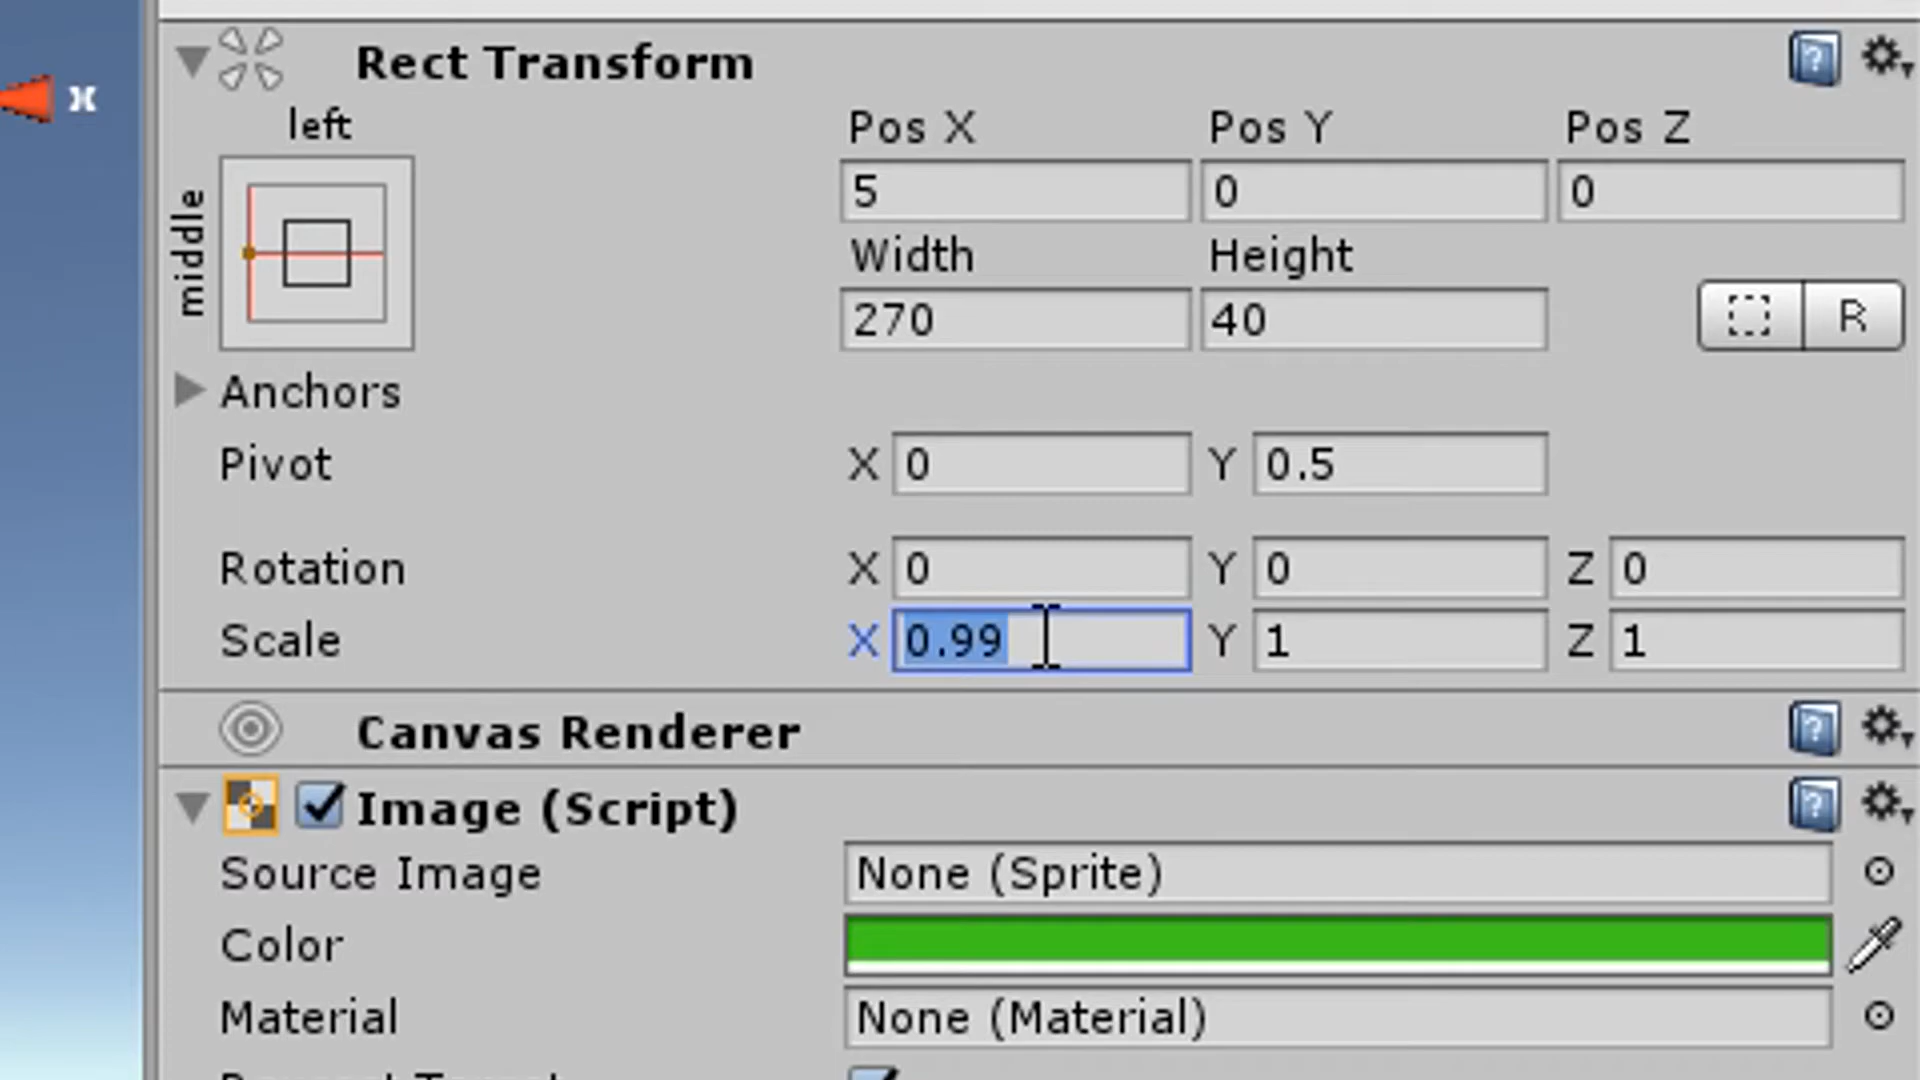 x
Rect Transform
left
middle
Pos X Pos Y Pos Z
5 0 0
Width Height
270 40
R
Anchors
Pivot X 0 Y 0.5
Rotation X 0 Y 0 Z 0
Scale X 0.99 Y 1 Z 1
Canvas Renderer
Image (Script)
Source Image None (Sprite)
Color
Material None (Material)